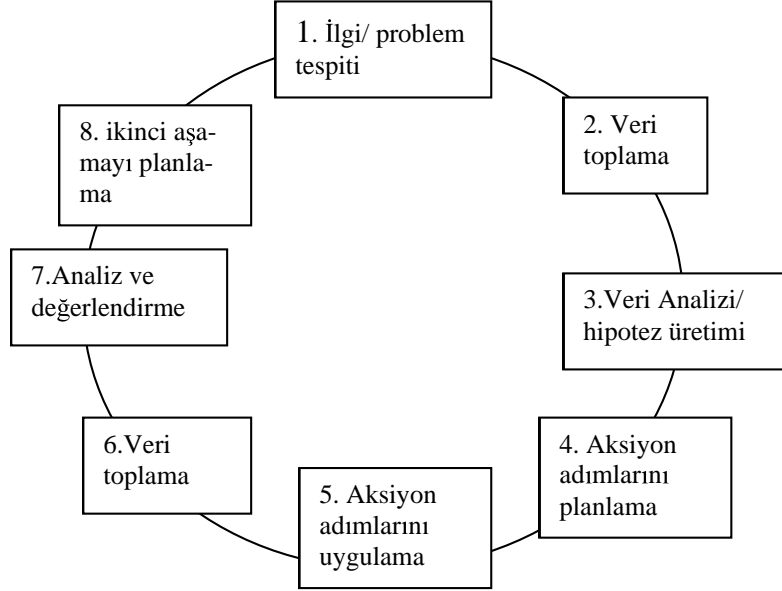 1. İlgi/ problem
tespiti
2. Veri
toplama
3.Veri Analizi/
hipotez üretimi
4. Aksiyon
adımlarını
planlama
5. Aksiyon
adımlarını
uygulama
6.Veri
toplama
7.Analiz ve
değerlendirme
8. ikinci aşa-
mayı planla-
ma